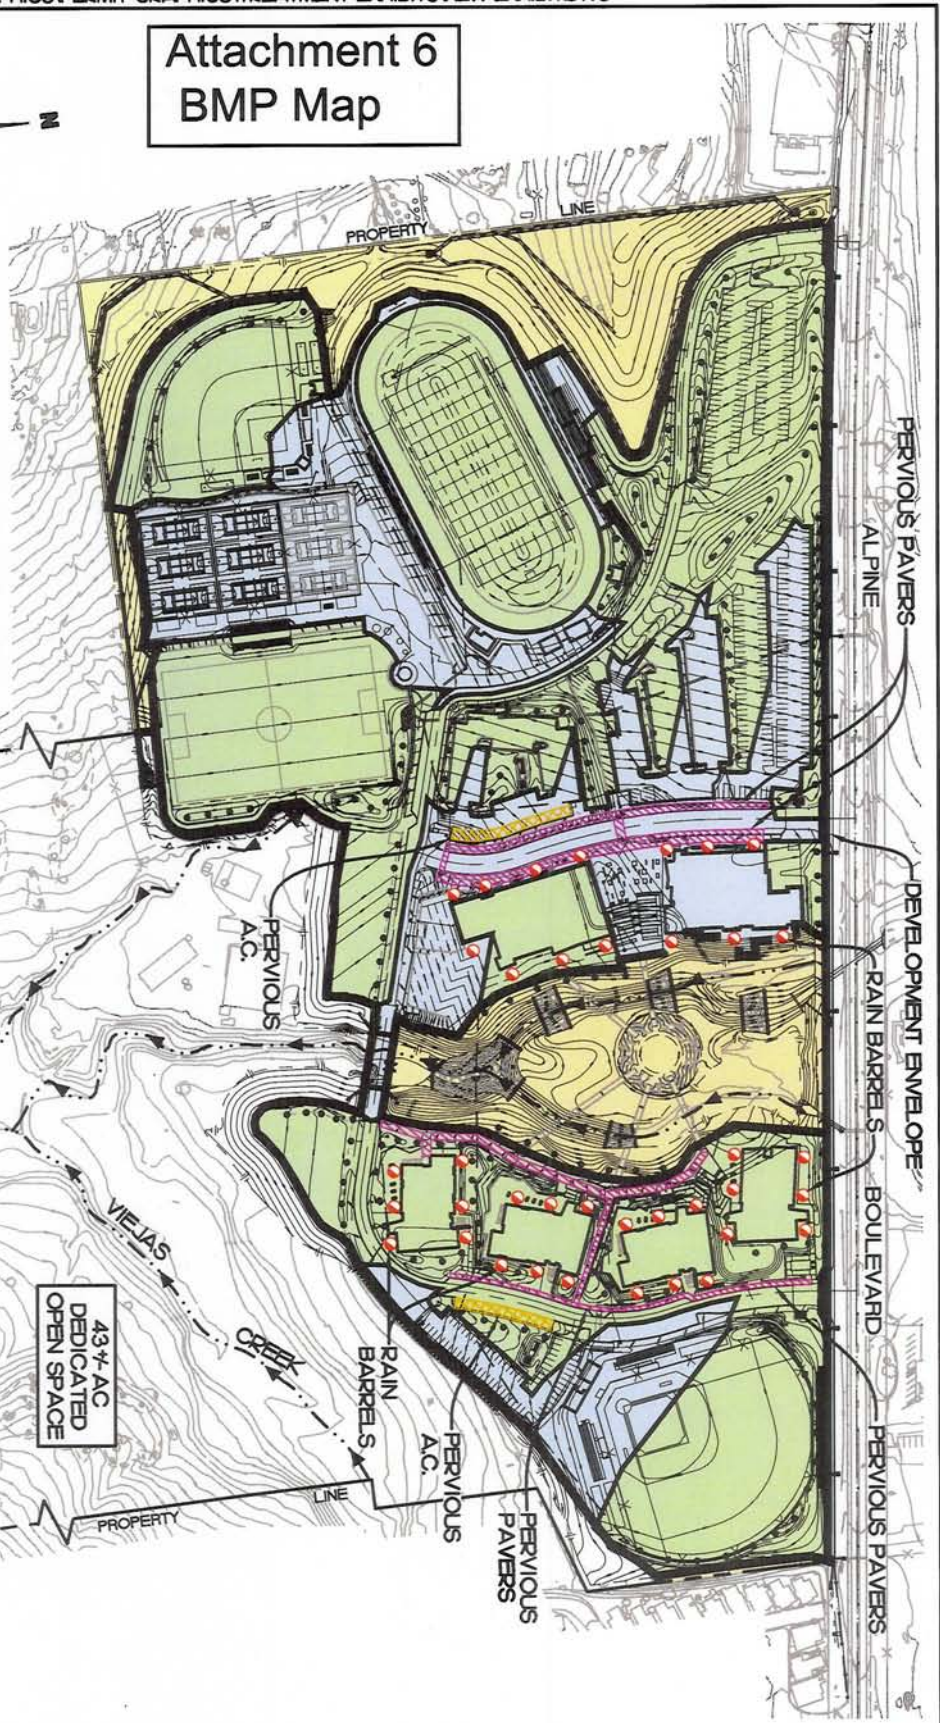 Attachment 6
BMP Map
N
PROPERTY
LINE
PERVIOUS PAVERS
ALPINE
DEVELOPMENT ENVELOPE
RAIN BARRELS
BOULEVARD
PERVIOUS PAVERS
PERVIOUS
A.C.
VIEJAS
CREEK
43+/- AC
DEDICATED
OPEN SPACE
RAIN
BARRELS
PERVIOUS
A.C.
PERVIOUS
PAVERS
LINE
PROPERTY